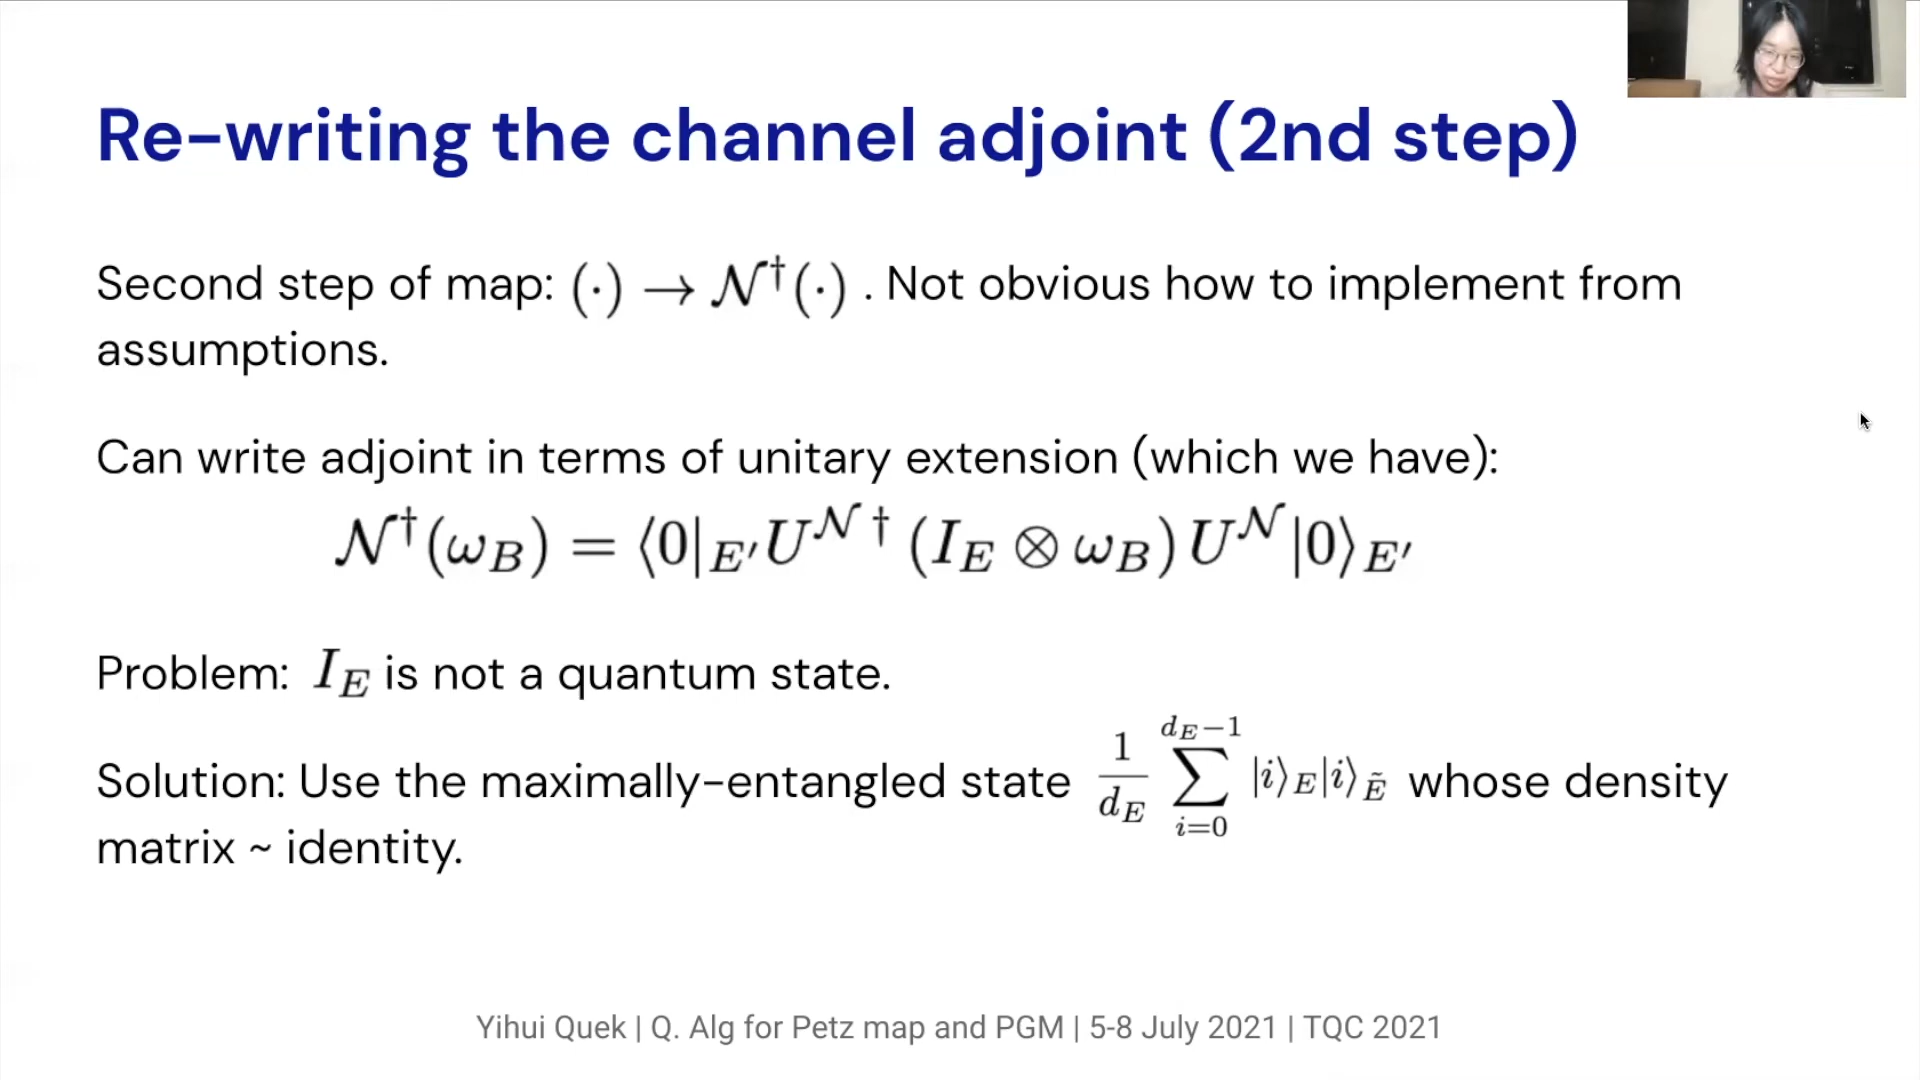 Re-writing the channel adjoint (2nd step)
Second step of map: (·) → 𝒩†(·) . Not obvious how to implement from
assumptions.
Can write adjoint in terms of unitary extension (which we have):
𝒩†(ω_B) = ⟨0|_{E′} U^{𝒩 †} (I_E ⊗ ω_B) U^𝒩 |0⟩_{E′}
Problem: I_E is not a quantum state.
Solution: Use the maximally-entangled state \frac{1}{d_E} \sum_{i=0}^{d_E-1} |i⟩_E|i⟩_{\tilde{E}} whose density
matrix ~ identity.
Yihui Quek | Q. Alg for Petz map and PGM | 5-8 July 2021 | TQC 2021